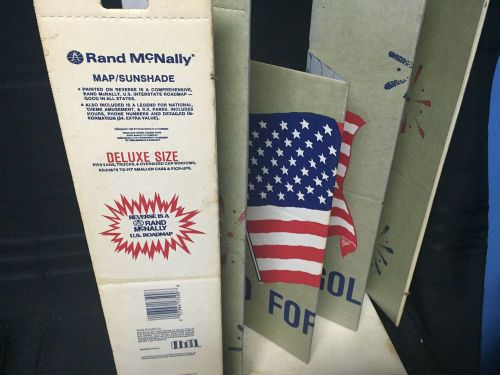 Rand McNally
MAP/SUNSHADE
• PRINTED ON REVERSE IS A COMPREHENSIVE,
RAND McNALLY, U.S. INTERSTATE ROADMAP —
GOOD IN ALL STATES.
• ALSO INCLUDED IS A LEGEND FOR NATIONAL,
THEME AMUSEMENT, & R.V. PARKS. INCLUDES
HOURS, PHONE NUMBERS AND DETAILED IN-
FORMATION ($4. EXTRA VALUE).
DELUXE SIZE
FITS VANS, TRUCKS & OVERSIZED CAR WINDOWS.
ADJUSTS TO FIT SMALLER CARS & PICK-UPS.
REVERSE IS A
RAND
McNALLY
U.S. ROADMAP
GOL
FOR